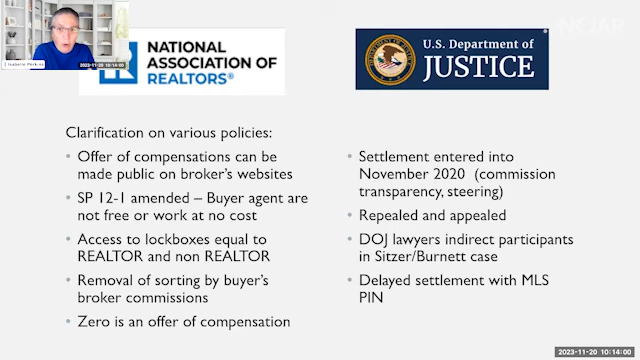 NCJAR
Isabelle Perkins
2023-11-20 10:14:00
NATIONAL
ASSOCIATION OF
REALTORS®
U.S. Department of
JUSTICE
Clarification on various policies:
• Offer of compensations can be
made public on broker's websites
• SP 12-1 amended – Buyer agent are
not free or work at no cost
• Access to lockboxes equal to
REALTOR and non REALTOR
• Removal of sorting by buyer's
broker commissions
• Zero is an offer of compensation
• Settlement entered into
November 2020 (commission
transparency, steering)
• Repealed and appealed
• DOJ lawyers indirect participants
in Sitzer/Burnett case
• Delayed settlement with MLS
PIN
2023-11-20 10:14:00